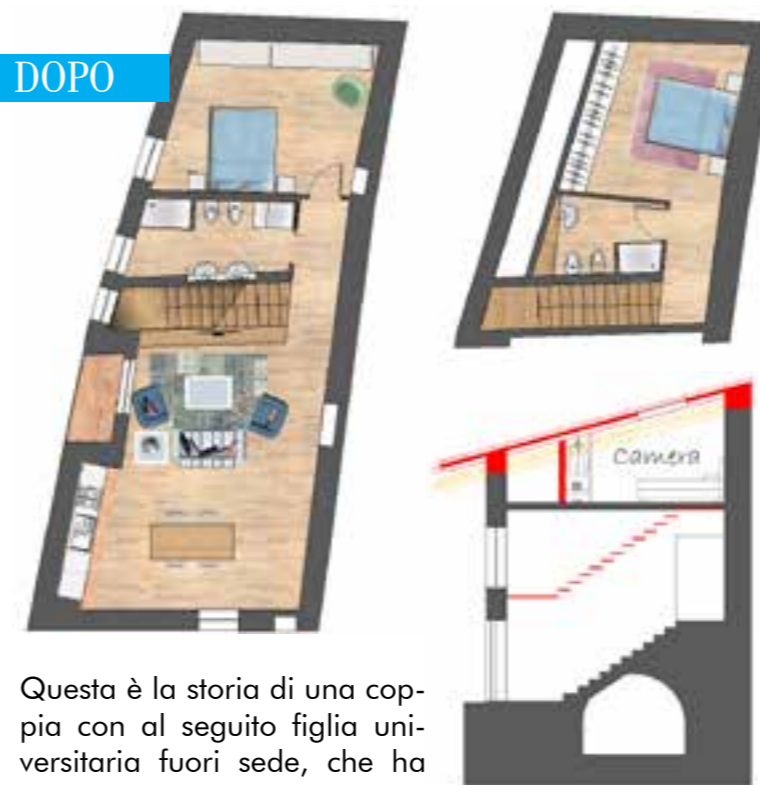 DOPO
Camera
Questa è la storia di una cop-
pia con al seguito figlia uni-
versitaria fuori sede, che ha